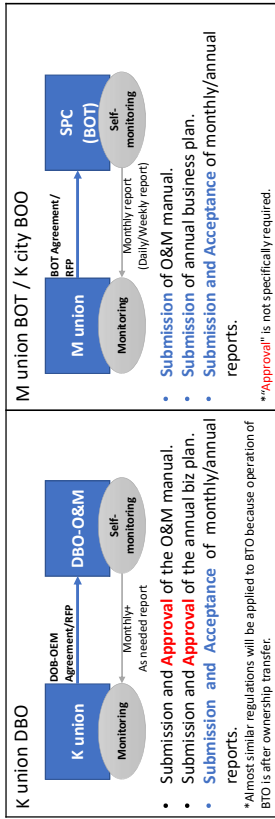 K union DBO
K union
DOB-OEM
Agreement/RFP
DBO-O&M
Monitoring
Monthly+
As needed report
Self-
monitoring
• Submission and Approval of the O&M manual.
• Submission and Approval of the annual biz plan.
• Submission and Acceptance of monthly/annual
reports.
*Almost similar regulations will be applied to BTO because operation of
BTO is after ownership transfer.
M union BOT / K city BOO
M union
BOT Agreement/
RFP
SPC
(BOT)
Monitoring
Monthly report
(Daily/Weekly report)
Self-
monitoring
• Submission of O&M manual.
• Submission of annual business plan.
• Submission and Acceptance of monthly/annual
reports.
*"Approval" is not specifically required.